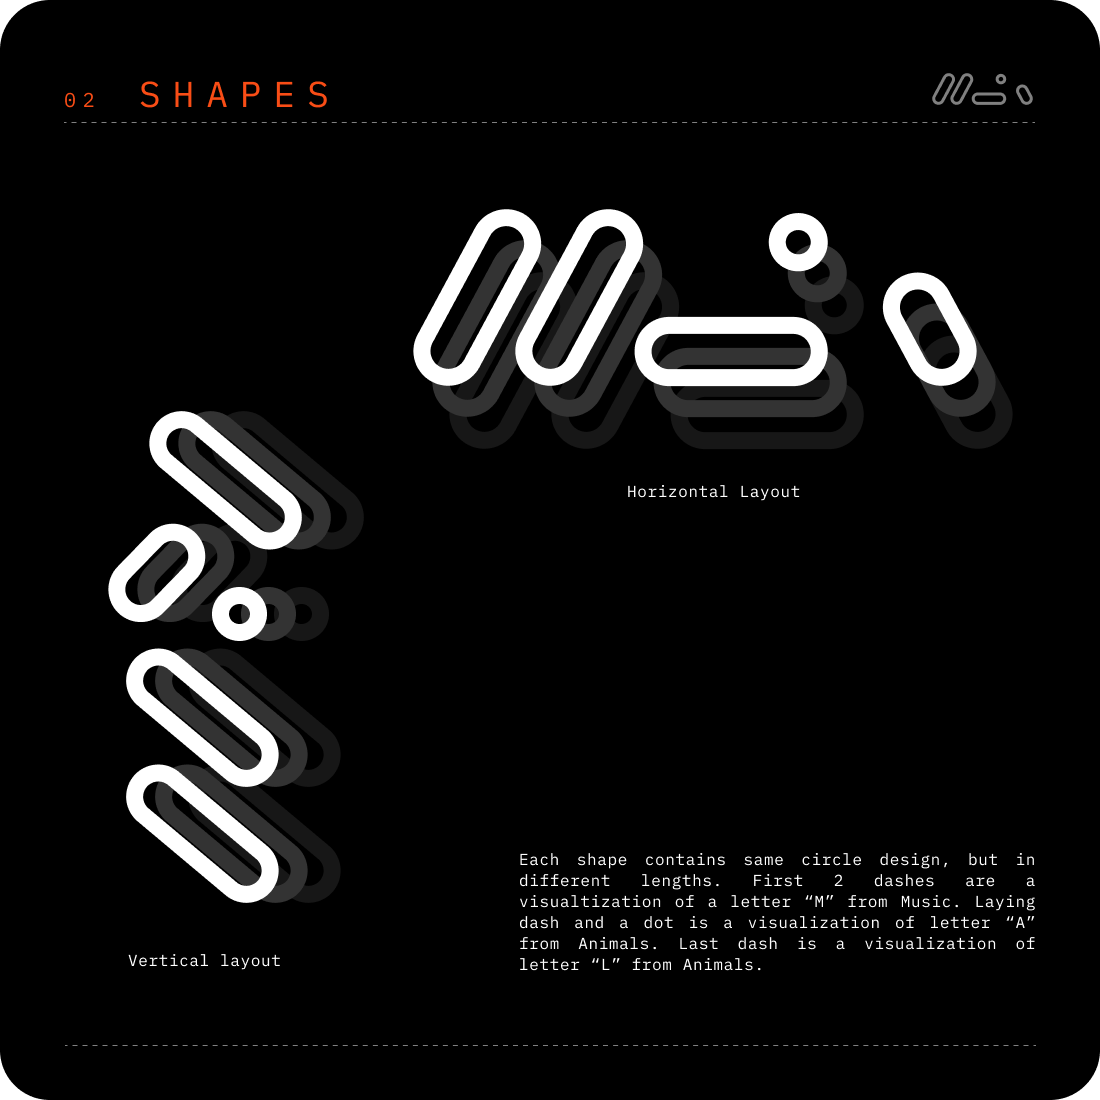 02 SHAPES
Horizontal Layout
Each shape contains same circle design, but in
different lengths. First 2 dashes are a
visualtization of a letter “M” from Music. Laying
dash and a dot is a visualization of letter “A”
from Animals. Last dash is a visualization of
letter “L” from Animals.
Vertical layout